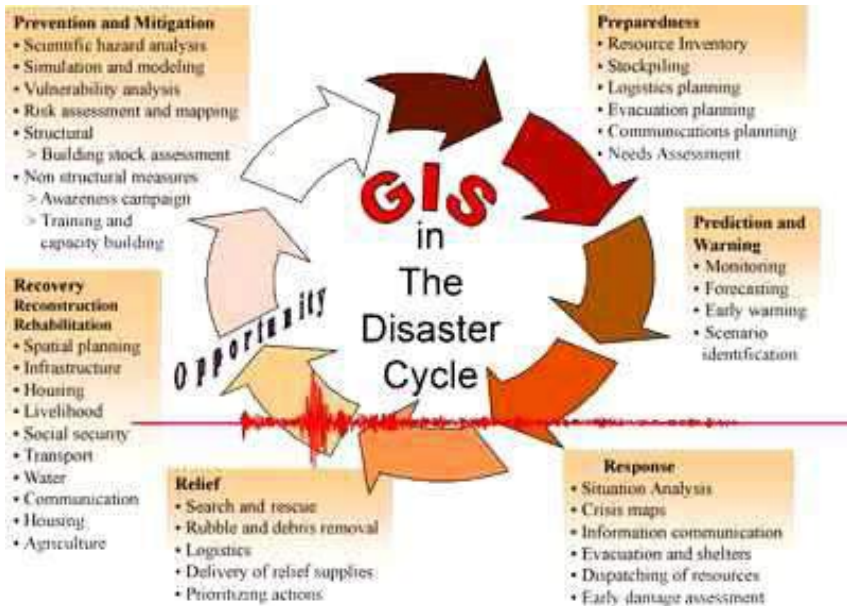 Prevention and Mitigation
• Scientific hazard analysis
• Simulation and modeling
• Vulnerability analysis
• Risk assessment and mapping
• Structural
> Building stock assessment
• Non structural measures
> Awareness campaign
> Training and
capacity building
Preparedness
• Resource Inventory
• Stockpiling
• Logistics planning
• Evacuation planning
• Communications planning
• Needs Assessment
GIS
in
The
Disaster
Cycle
Opportunity
Prediction and
Warning
• Monitoring
• Forecasting
• Early warning
• Scenario
identification
Recovery
Reconstruction
Rehabilitation
• Spatial planning
• Infrastructure
• Housing
• Livelihood
• Social security
• Transport
• Water
• Communication
• Housing
• Agriculture
Relief
• Search and rescue
• Rubble and debris removal
• Logistics
• Delivery of relief supplies
• Prioritizing actions
Response
• Situation Analysis
• Crisis maps
• Information communication
• Evacuation and shelters
• Dispatching of resources
• Early damage assessment